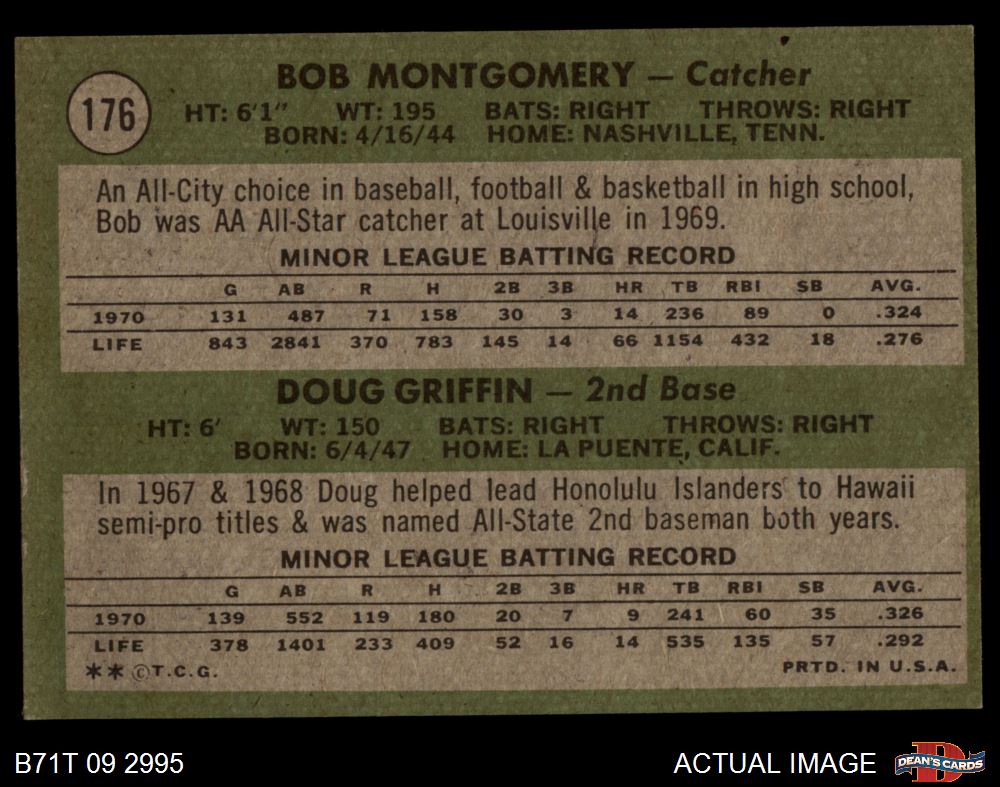 176
BOB MONTGOMERY — Catcher
HT: 6'1" WT: 195 BATS: RIGHT THROWS: RIGHT
BORN: 4/16/44 HOME: NASHVILLE, TENN.
An All-City choice in baseball, football & basketball in high school,
Bob was AA All-Star catcher at Louisville in 1969.
MINOR LEAGUE BATTING RECORD
G AB R H 2B 3B HR TB RBI SB AVG.
1970 131 487 71 158 30 3 14 236 89 0 .324
LIFE 843 2841 370 783 145 14 66 1154 432 18 .276
DOUG GRIFFIN — 2nd Base
HT: 6' WT: 150 BATS: RIGHT THROWS: RIGHT
BORN: 6/4/47 HOME: LA PUENTE, CALIF.
In 1967 & 1968 Doug helped lead Honolulu Islanders to Hawaii
semi-pro titles & was named All-State 2nd baseman both years.
MINOR LEAGUE BATTING RECORD
G AB R H 2B 3B HR TB RBI SB AVG.
1970 139 552 119 180 20 7 9 241 60 35 .326
LIFE 378 1401 233 409 52 16 14 535 135 57 .292
** ©T.C.G. PRTD. IN U.S.A.
B71T 09 2995 ACTUAL IMAGE D DEAN'S CARDS